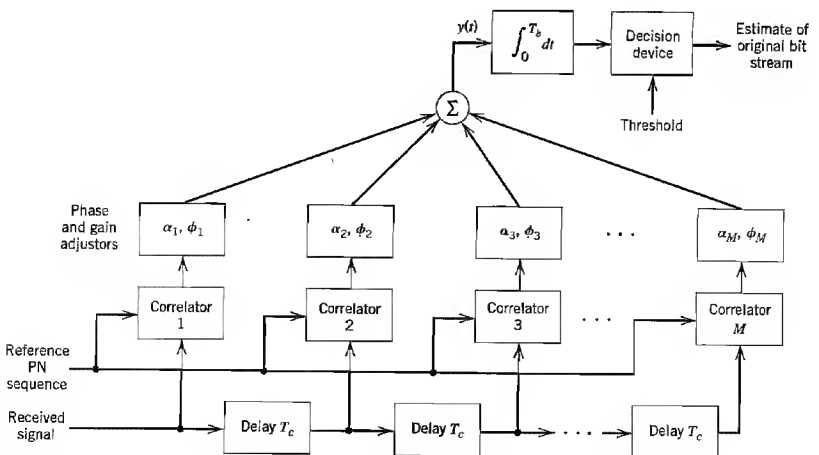 y(t)
∫₀^{T_b} dt
Decision
device
Estimate of
original bit
stream
Σ
Threshold
Phase
and gain
adjustors
α₁, ϕ₁
α₂, ϕ₂
α₃, ϕ₃
. . .
α_M, ϕ_M
Correlator
1
Correlator
2
Correlator
3
. . .
Correlator
M
Reference
PN
sequence
Received
signal
Delay T_c
Delay T_c
. . .
Delay T_c